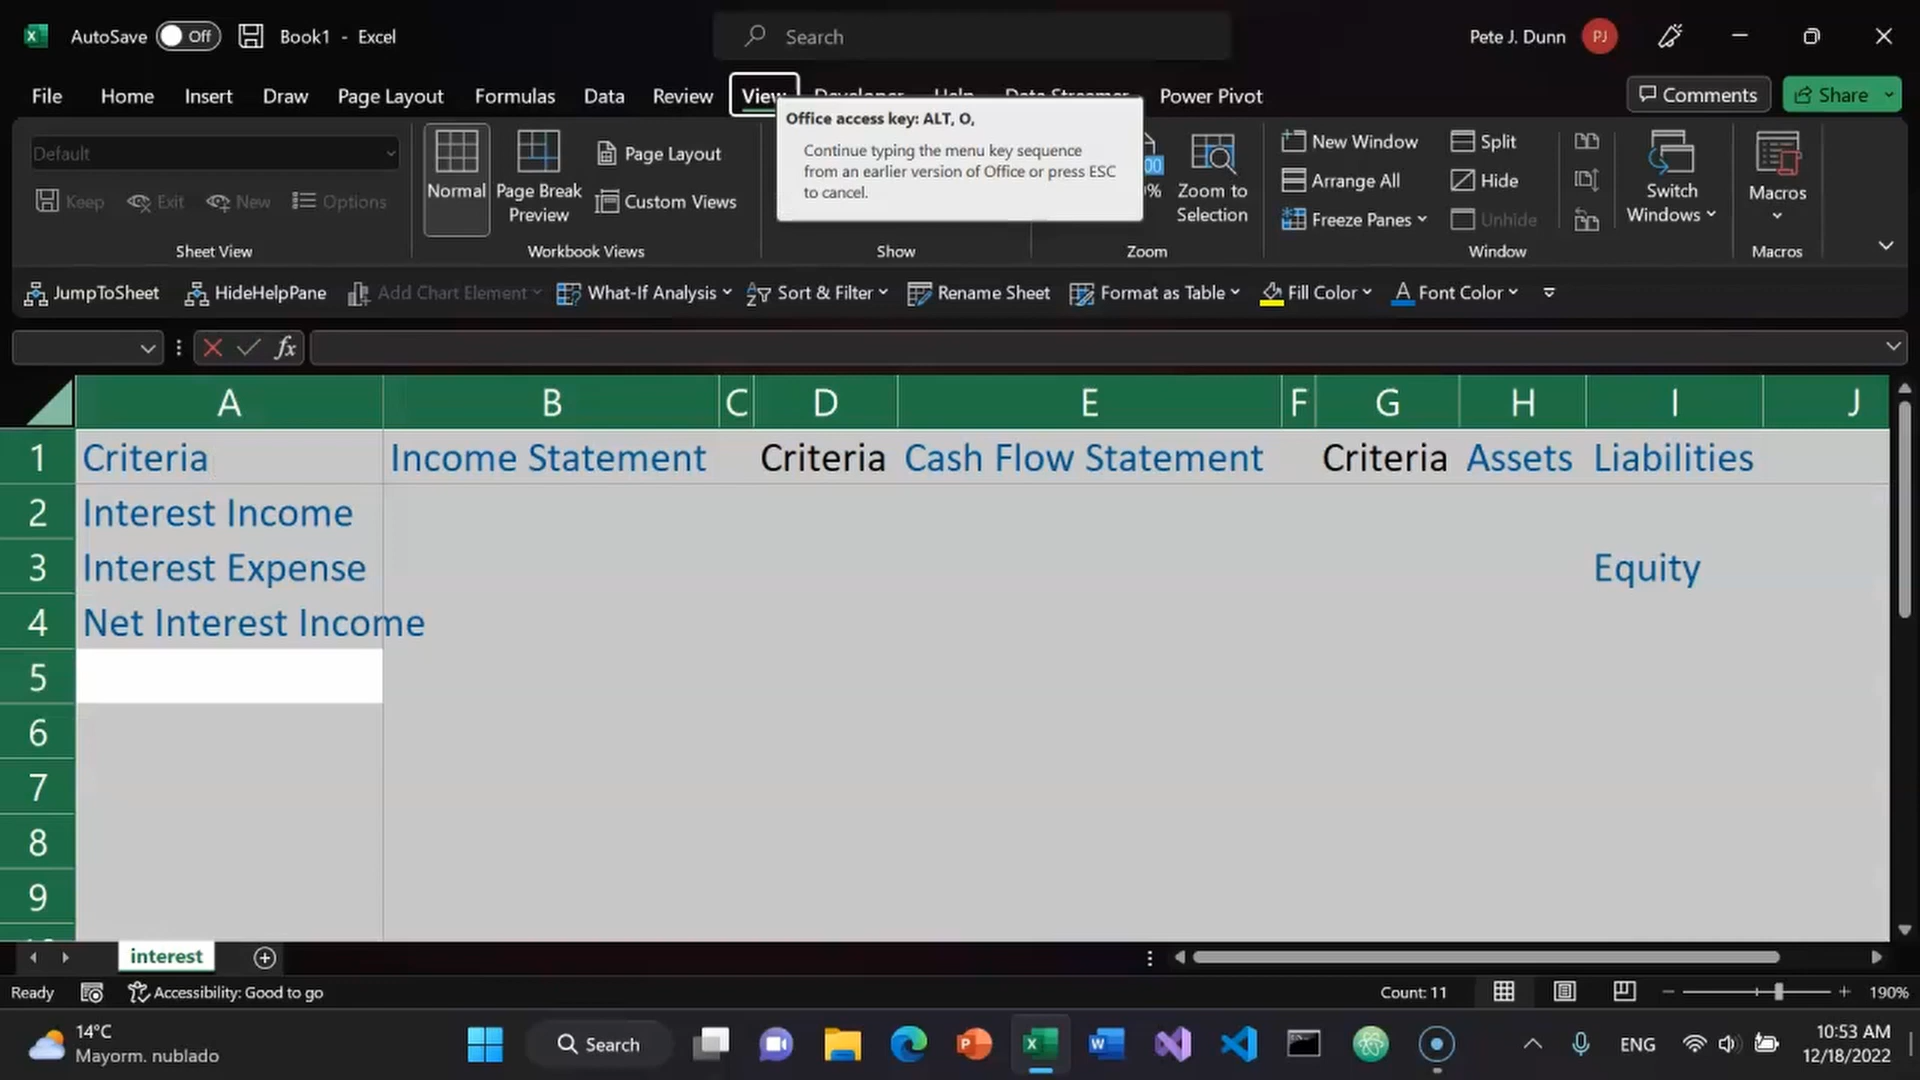 AutoSave Off Book1 - Excel Search Pete J. Dunn PJ
File Home Insert Draw Page Layout Formulas Data Review View Developer Help Data Streamer Power Pivot Comments Share
Office access key: ALT, O,
Continue typing the menu key sequence
from an earlier version of Office or press ESC
to cancel.
Default
Keep Exit New Options
Sheet View
Normal
Page Break
Preview
Page Layout
Custom Views
Workbook Views
Show
Zoom to
Selection
Zoom
New Window
Arrange All
Freeze Panes
Split
Hide
Unhide
Window
Switch
Windows
Macros
Macros
JumpToSheet HideHelpPane Add Chart Element What-If Analysis Sort & Filter Rename Sheet Format as Table Fill Color Font Color
fx
A B C D E F G H I J
1 Criteria Income Statement Criteria Cash Flow Statement Criteria Assets Liabilities
2 Interest Income
3 Interest Expense Equity
4 Net Interest Income
5
6
7
8
9
interest
Ready Accessibility: Good to go Count: 11 190%
14°C
Mayorm. nublado
Search
ENG
10:53 AM
12/18/2022